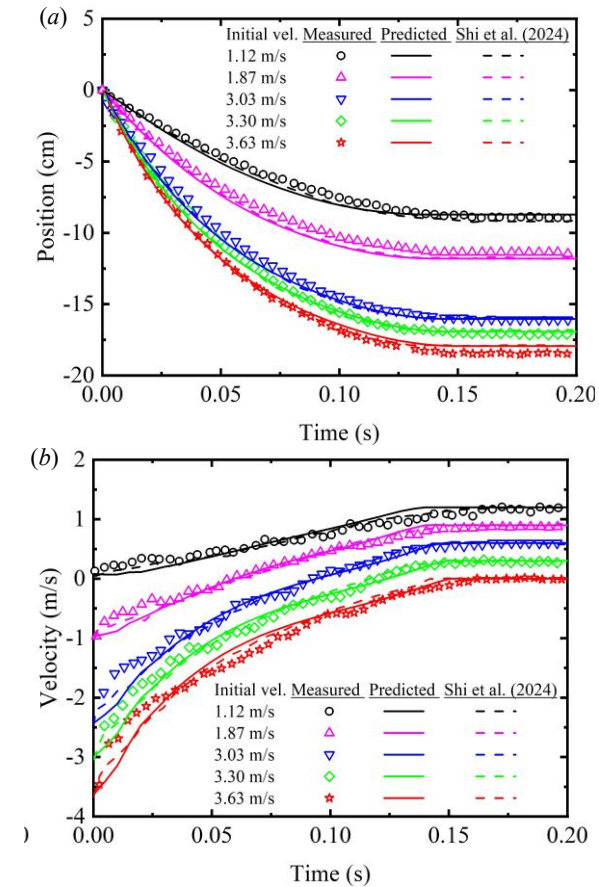 (a)
Initial vel. Measured Predicted Shi et al. (2024)
1.12 m/s
1.87 m/s
3.03 m/s
3.30 m/s
3.63 m/s
5
0
-5
-10
-15
-20
Position (cm)
0.00 0.05 0.10 0.15 0.20
Time (s)
(b)
2
1
0
-1
-2
-3
-4
Velocity (m/s)
Initial vel. Measured Predicted Shi et al. (2024)
1.12 m/s
1.87 m/s
3.03 m/s
3.30 m/s
3.63 m/s
)
0.00 0.05 0.10 0.15 0.20
Time (s)